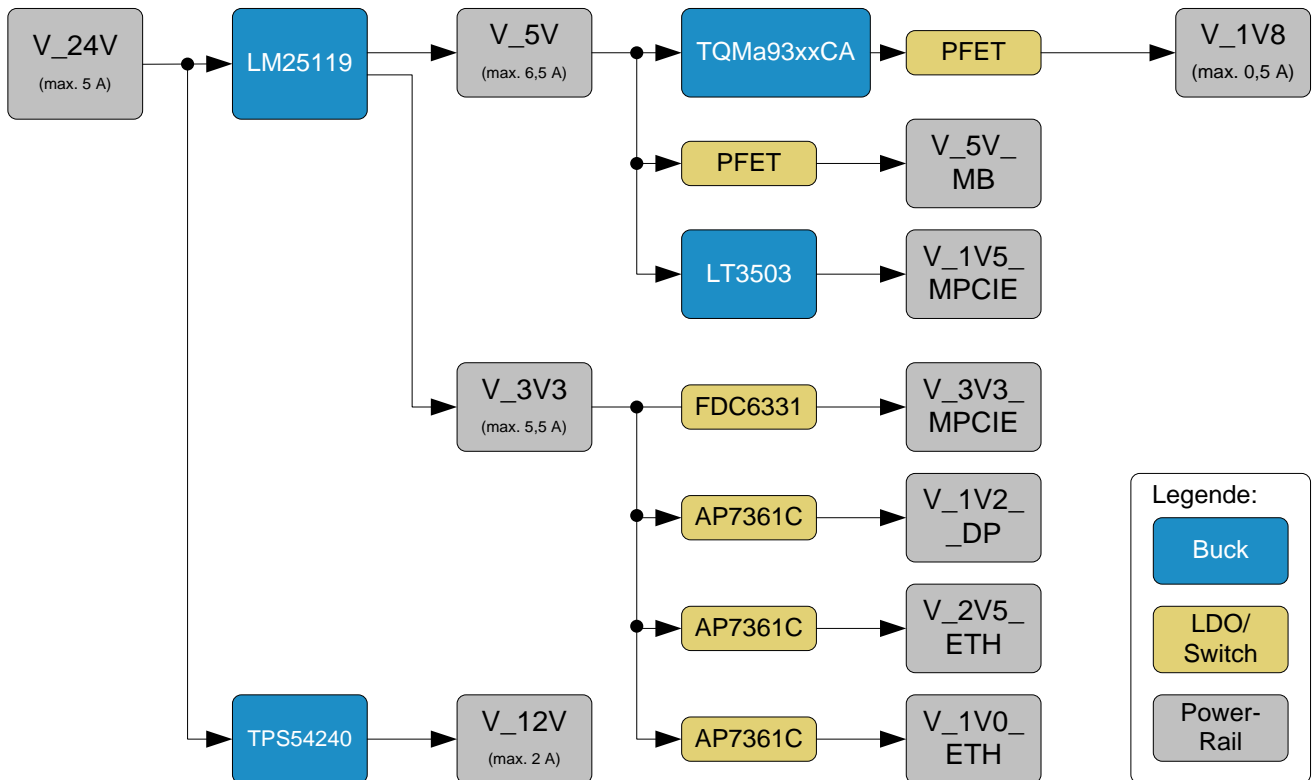 V_24V
(max. 5 A)
LM25119
V_5V
(max. 6,5 A)
TQMa93xxCA
PFET
V_1V8
(max. 0,5 A)
PFET
V_5V_
MB
LT3503
V_1V5_
MPCIE
V_3V3
(max. 5,5 A)
FDC6331
V_3V3_
MPCIE
AP7361C
V_1V2_
_DP
AP7361C
V_2V5_
ETH
TPS54240
V_12V
(max. 2 A)
AP7361C
V_1V0_
ETH
Legende:
Buck
LDO/
Switch
Power-
Rail